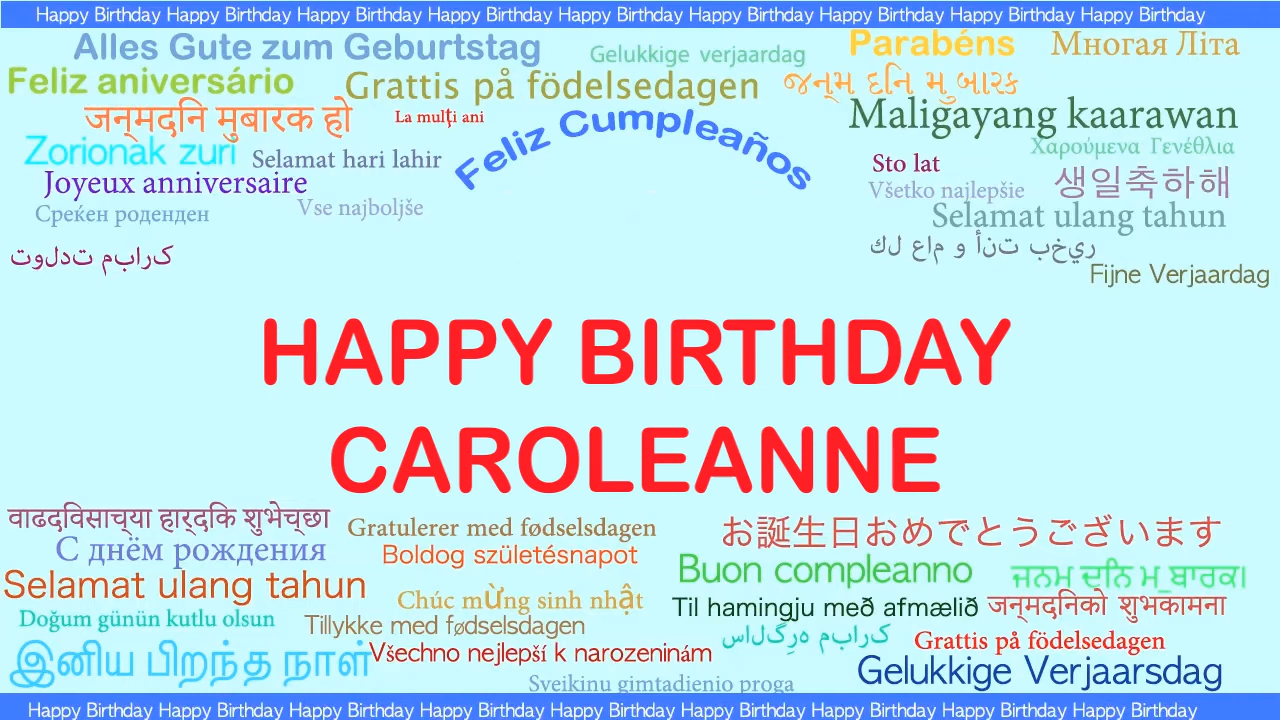 Happy Birthday Happy Birthday Happy Birthday Happy Birthday Happy Birthday Happy Birthday Happy Birthday Happy Birthday Happy Birthday
Alles Gute zum Geburtstag
Gelukkige verjaardag
Parabéns
Многая Літа
Feliz aniversário
Grattis på födelsedagen
જન્મ દિન મુબારક
जन्मदिन मुबारक हो
La mulţi ani
Feliz Cumpleaños
Maligayang kaarawan
Zorionak zuri
Selamat hari lahir
Χαρούμενα Γενέθλια
Sto lat
Joyeux anniversaire
Všetko najlepšie
생일축하해
Среќен роденден
Vse najboljše
Selamat ulang tahun
تولدت مبارک
كل عام و أنت بخير
Fijne Verjaardag
HAPPY BIRTHDAY
CAROLEANNE
वाढदिवसाच्या हार्दिक शुभेच्छा
Gratulerer med fødselsdagen
お誕生日おめでとうございます
С днём рождения
Boldog születésnapot
Buon compleanno
ਜਨਮ ਦਿਨ ਮੁਬਾਰਕ।
Selamat ulang tahun
Chúc mừng sinh nhật
Til hamingju með afmælið
जन्मदिनको शुभकामना
Doğum günün kutlu olsun
Tillykke med fødselsdagen
سالگرہ مبارک
Grattis på födelsedagen
இனிய பிறந்த நாள்
Všechno nejlepší k narozeninám
Gelukkige Verjaarsdag
Sveikinu gimtadienio proga
Happy Birthday Happy Birthday Happy Birthday Happy Birthday Happy Birthday Happy Birthday Happy Birthday Happy Birthday Happy Birthday